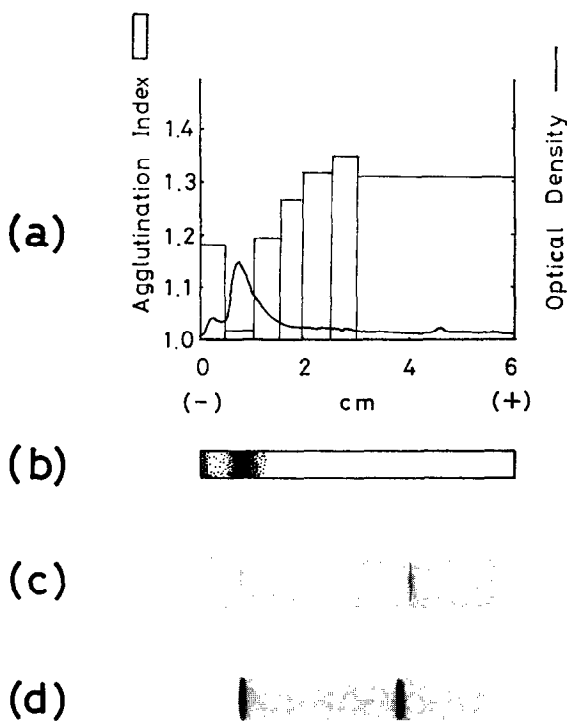 Agglutination Index
Optical Density
(a)
1.4
1.3
1.2
1.1
1.0
0 2 4 6
(-) cm (+)
(b)
(c)
(d)